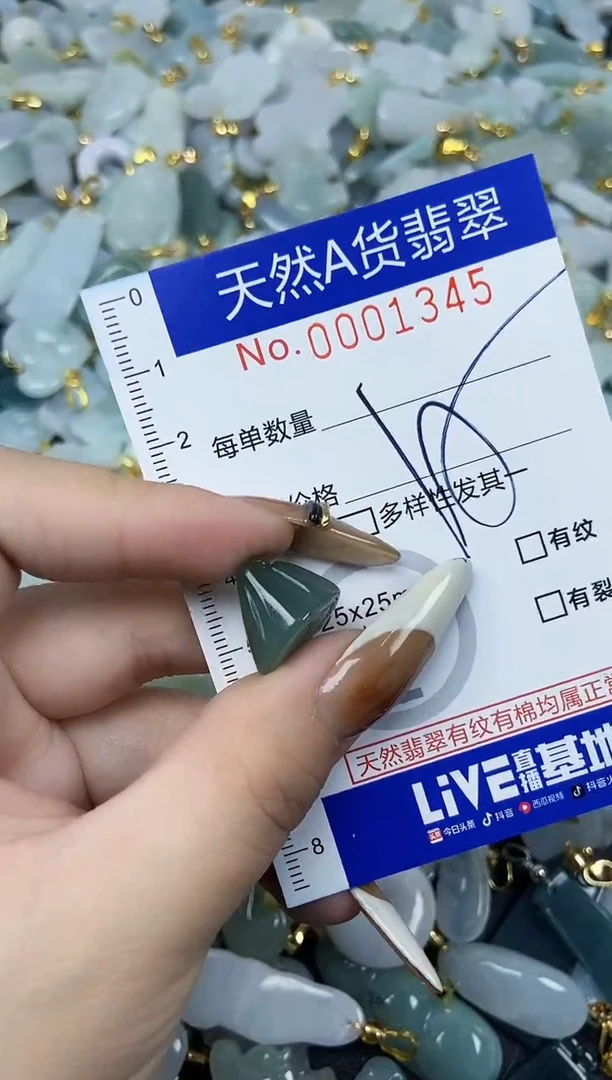 天然A货翡翠
No.0001345
每单数量
价格
多样性发其一
25x25m
有纹
有裂
天然翡翠有纹有棉均属正常
LiVE直播基地
今日头条 抖音 西瓜视频 抖音火
0
1
2
4
8